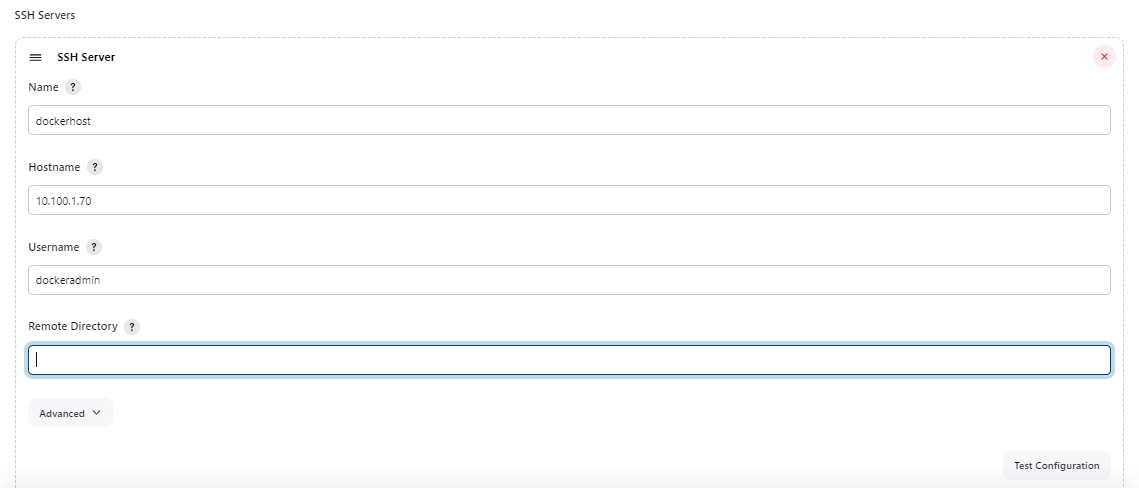 SSH Servers
SSH Server
Name ?
dockerhost
Hostname ?
10.100.1.70
Username ?
dockeradmin
Remote Directory ?
Advanced
Test Configuration